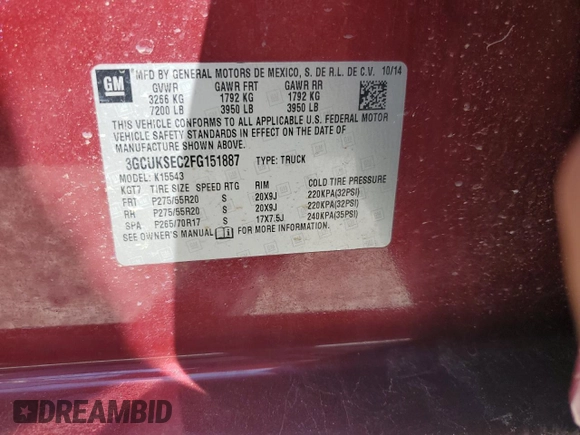 GM
MFD BY GENERAL MOTORS DE MEXICO, S. DE R.L. DE C.V. 10/14
GVWR GAWR FRT GAWR RR
3266 KG 1792 KG 1792 KG
7200 LB 3950 LB 3950 LB
THIS VEHICLE CONFORMS TO ALL APPLICABLE U.S. FEDERAL MOTOR
VEHICLE SAFETY STANDARDS IN EFFECT ON THE DATE OF
MANUFACTURE SHOWN ABOVE.
3GCUKSEC2FG151887 TYPE: TRUCK
MODEL: K15543
KGT7 TIRE SIZE SPEED RTG RIM COLD TIRE PRESSURE
FRT P275/55R20 S 20X9J 220KPA(32PSI)
RH P275/55R20 S 20X9J 220KPA(32PSI)
SPA P265/70R17 S 17X7.5J 240KPA(35PSI)
SEE OWNER'S MANUAL FOR MORE INFORMATION.
DREAMBID